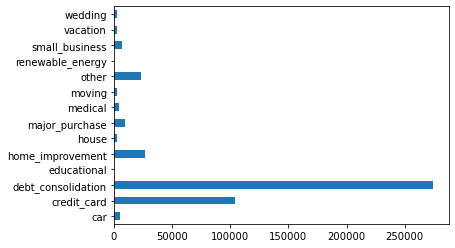 wedding
vacation
small_business
renewable_energy
other
moving
medical
major_purchase
house
home_improvement
educational
debt_consolidation
credit_card
car
0 50000 100000 150000 200000 250000